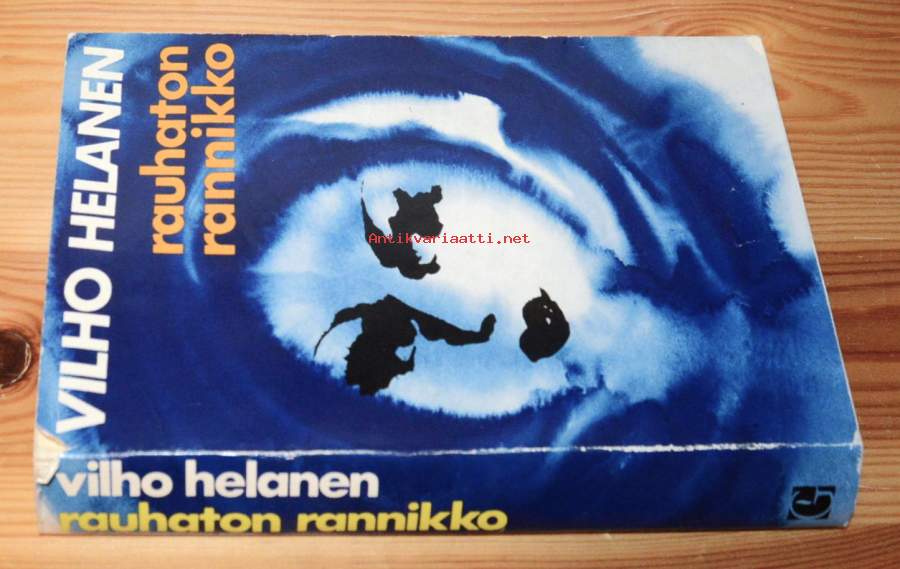 VILHO HELANEN
rauhaton
rannikko
Antikvariaatti.net
vilho helanen
rauhaton rannikko